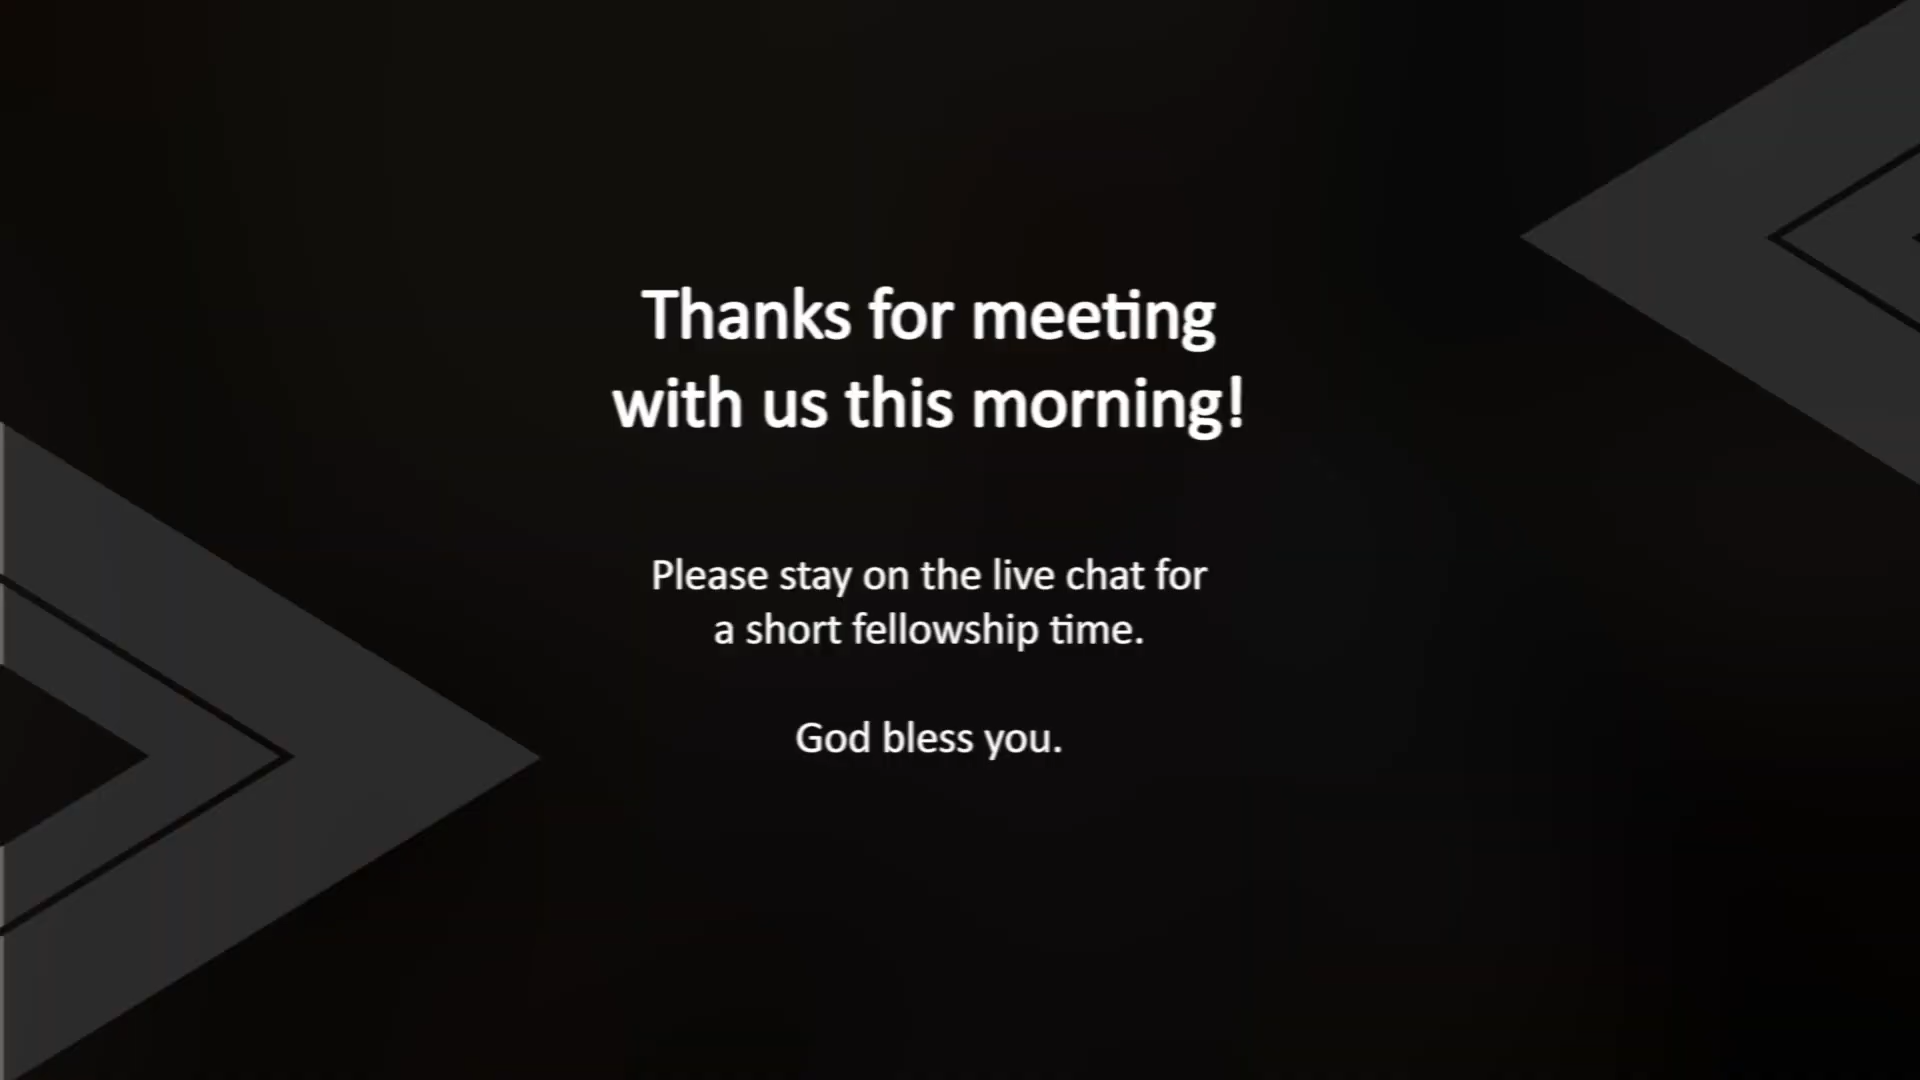 Thanks for meeting
with us this morning!
Please stay on the live chat for
a short fellowship time.
God bless you.